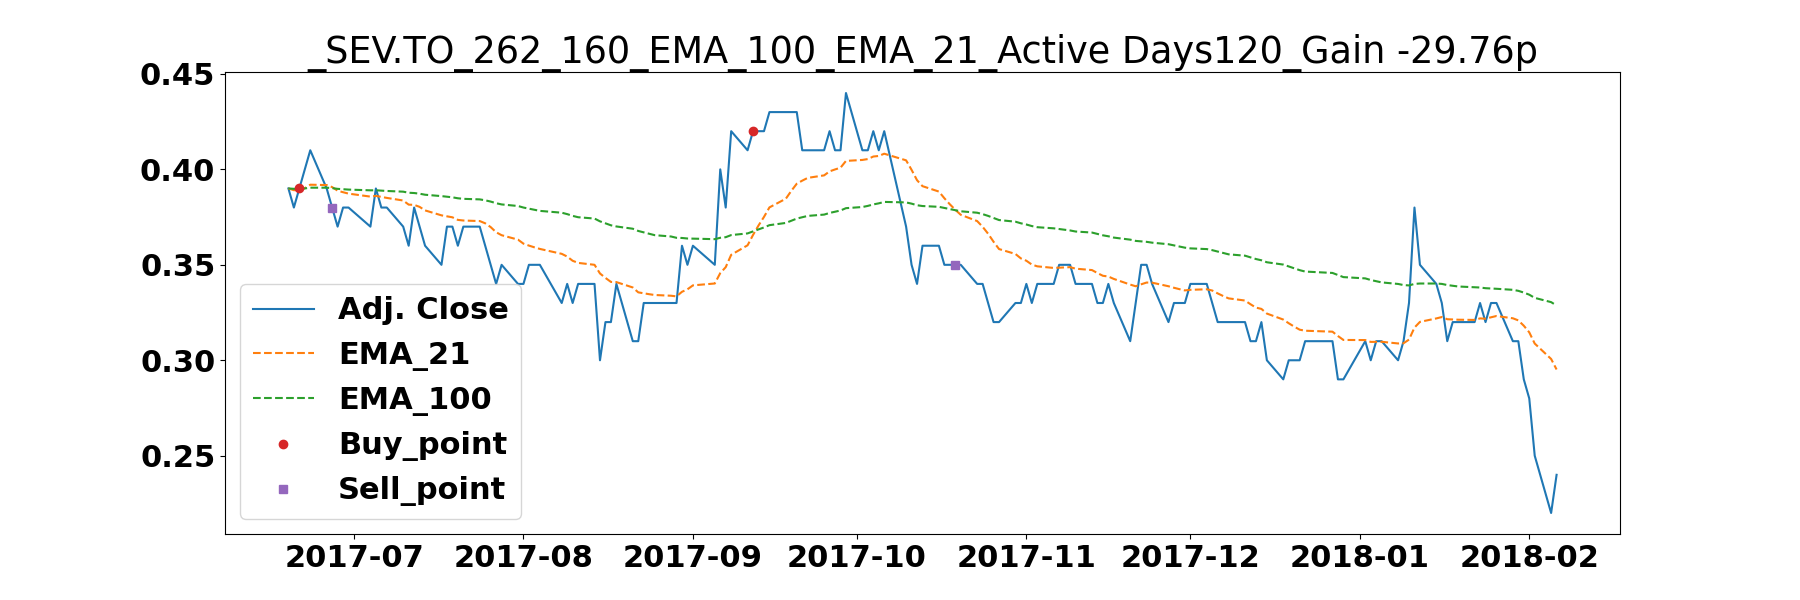 _SEV.TO_262_160_EMA_100_EMA_21_Active Days120_Gain -29.76p
0.45
0.40
0.35
0.30
0.25
Adj. Close
EMA_21
EMA_100
Buy_point
Sell_point
2017-07 2017-08 2017-09 2017-10 2017-11 2017-12 2018-01 2018-02